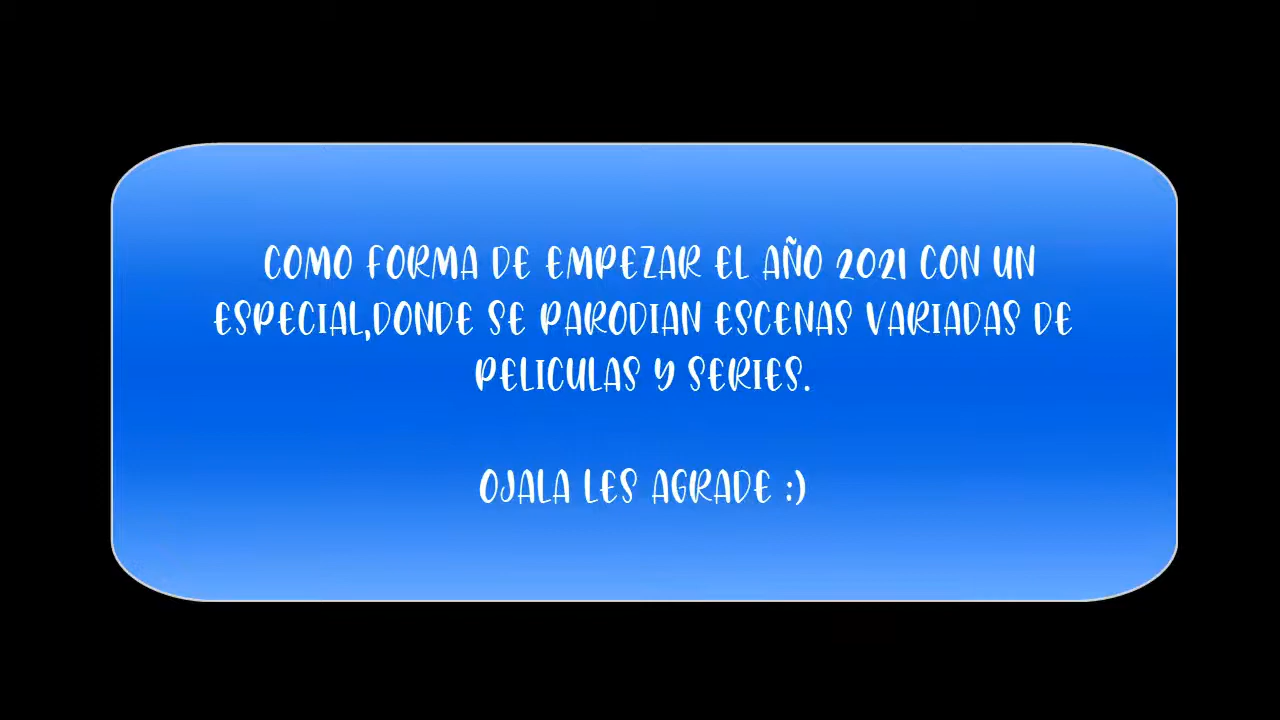 COMO FORMA DE EMPEZAR EL AÑO 2021 CON UN
ESPECIAL,DONDE SE PARODIAN ESCENAS VARIADAS DE
PELICULAS Y SERIES.
OJALA LES AGRADE :)